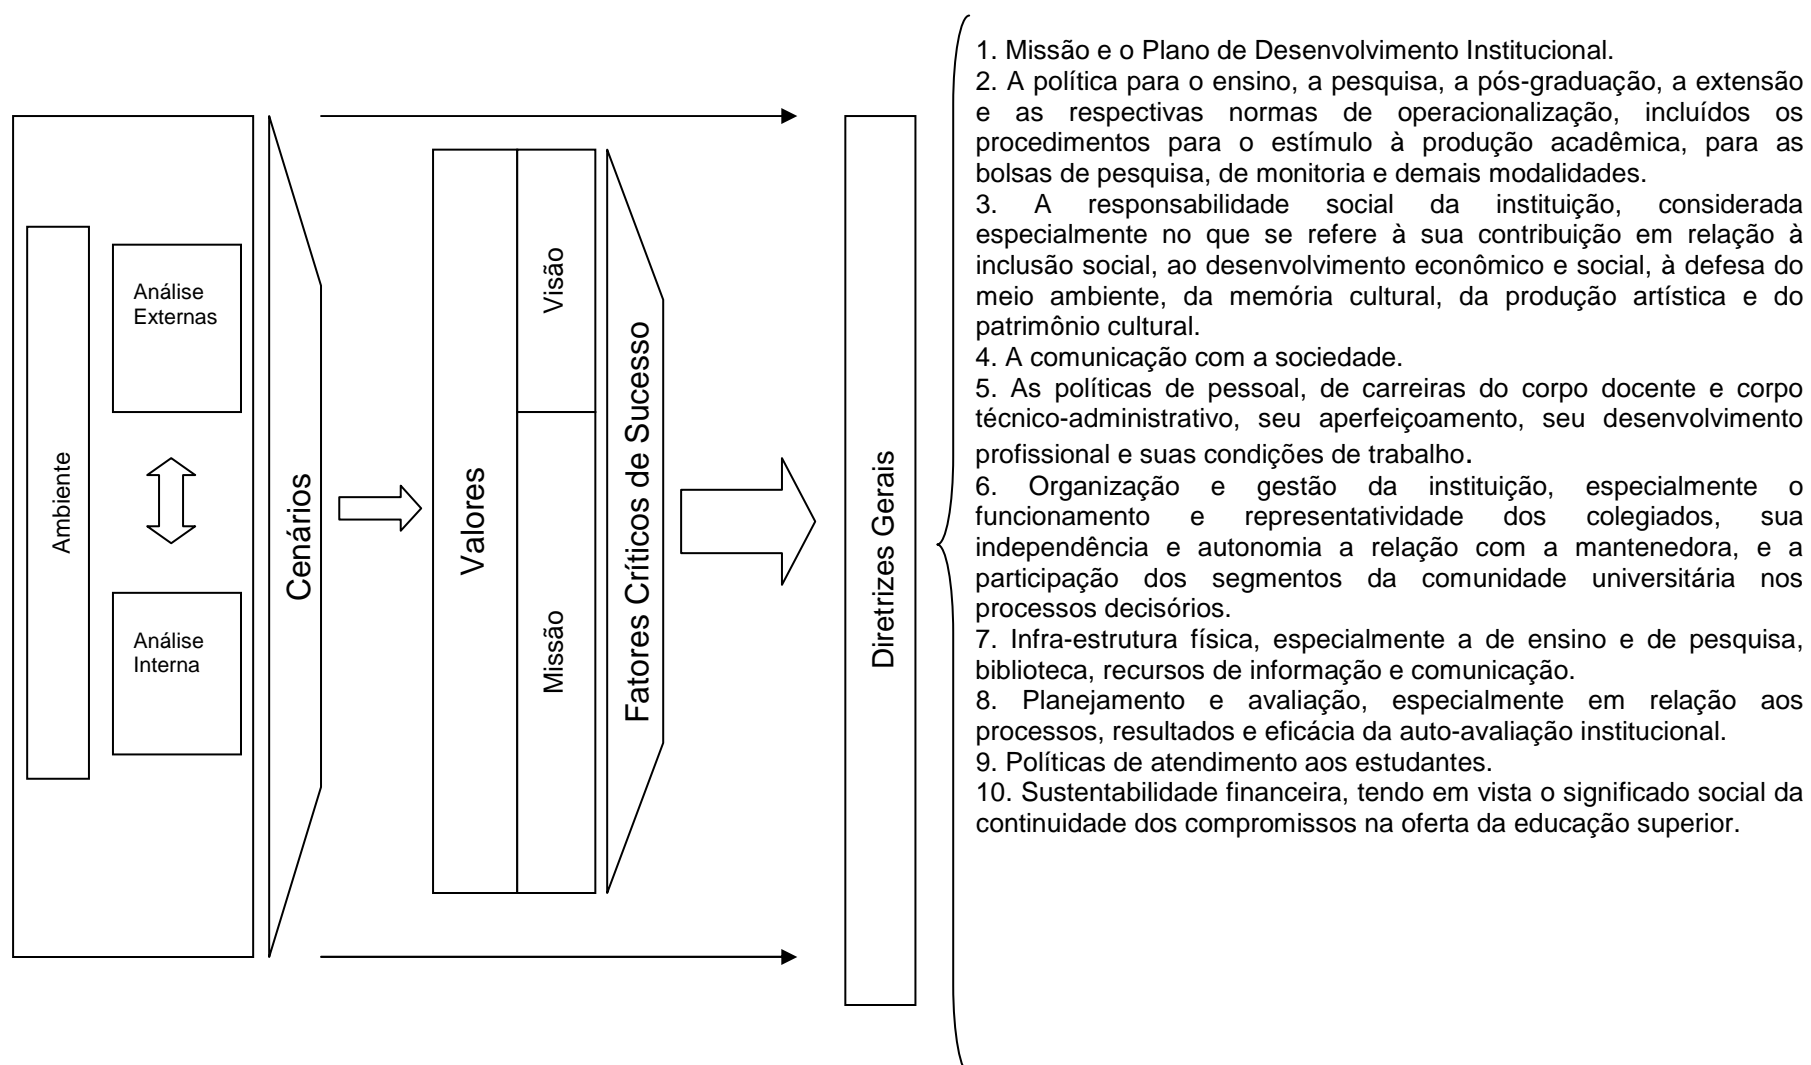 Ambiente
Análise
Externas
Análise
Interna
Cenários
Valores
Visão
Missão
Fatores Críticos de Sucesso
Diretrizes Gerais
1. Missão e o Plano de Desenvolvimento Institucional.
2. A política para o ensino, a pesquisa, a pós-graduação, a extensão
e as respectivas normas de operacionalização, incluídos os
procedimentos para o estímulo à produção acadêmica, para as
bolsas de pesquisa, de monitoria e demais modalidades.
3. A responsabilidade social da instituição, considerada
especialmente no que se refere à sua contribuição em relação à
inclusão social, ao desenvolvimento econômico e social, à defesa do
meio ambiente, da memória cultural, da produção artística e do
patrimônio cultural.
4. A comunicação com a sociedade.
5. As políticas de pessoal, de carreiras do corpo docente e corpo
técnico-administrativo, seu aperfeiçoamento, seu desenvolvimento
profissional e suas condições de trabalho.
6. Organização e gestão da instituição, especialmente o
funcionamento e representatividade dos colegiados, sua
independência e autonomia a relação com a mantenedora, e a
participação dos segmentos da comunidade universitária nos
processos decisórios.
7. Infra-estrutura física, especialmente a de ensino e de pesquisa,
biblioteca, recursos de informação e comunicação.
8. Planejamento e avaliação, especialmente em relação aos
processos, resultados e eficácia da auto-avaliação institucional.
9. Políticas de atendimento aos estudantes.
10. Sustentabilidade financeira, tendo em vista o significado social da
continuidade dos compromissos na oferta da educação superior.